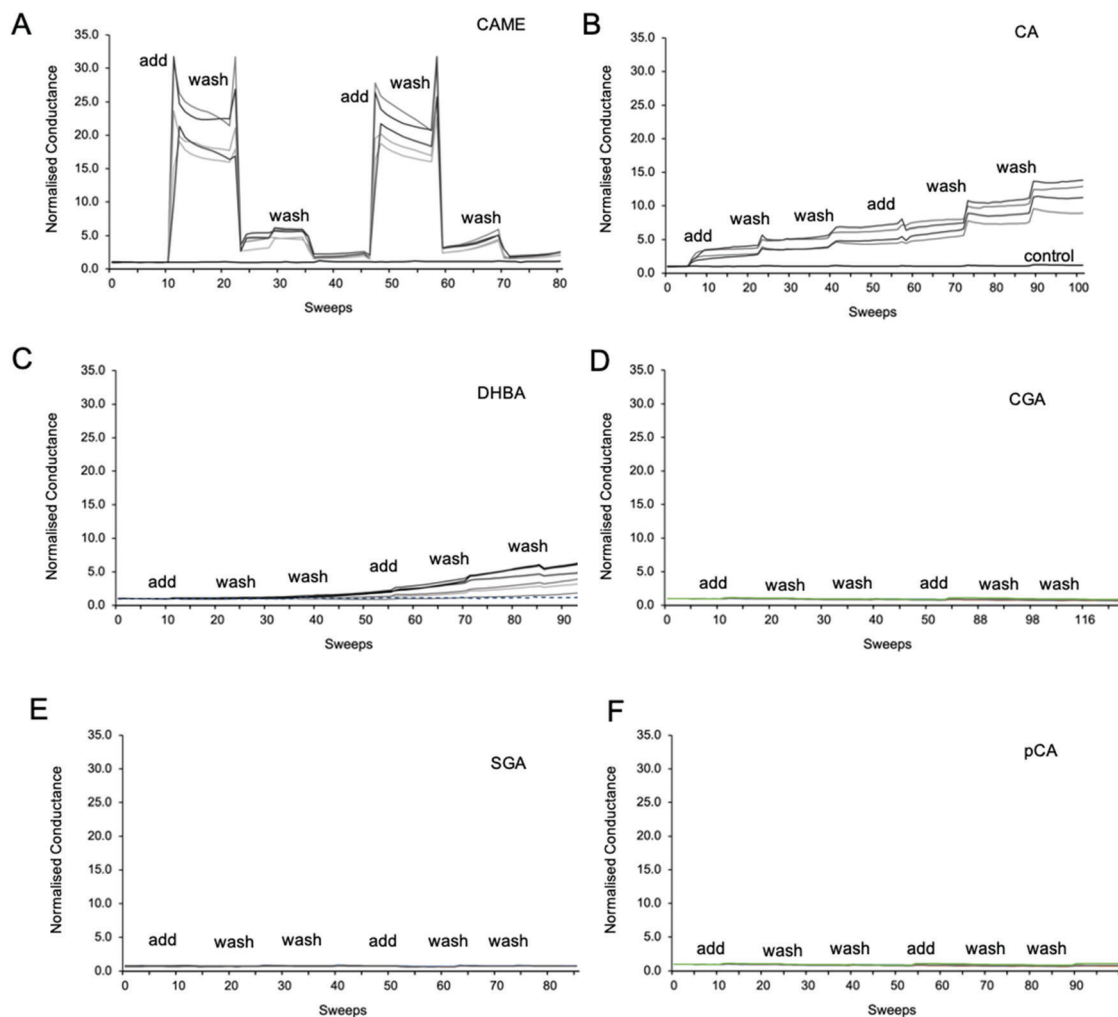 A
CAME
Normalised Conductance
35.0
30.0
25.0
20.0
15.0
10.0
5.0
0.0
add
wash
add
wash
wash
wash
0 10 20 30 40 50 60 70 80
Sweeps
B
CA
Normalised Conductance
35.0
30.0
25.0
20.0
15.0
10.0
5.0
0.0
add
wash
wash
add
wash
wash
control
0 10 20 30 40 50 60 70 80 90 100
Sweeps
C
DHBA
Normalised Conductance
35.0
30.0
25.0
20.0
15.0
10.0
5.0
0.0
add wash wash add wash wash
0 10 20 30 40 50 60 70 80 90
Sweeps
D
CGA
Normalised Conductance
35.0
30.0
25.0
20.0
15.0
10.0
5.0
0.0
add wash wash add wash wash
0 10 20 30 40 50 88 98 116
Sweeps
E
SGA
Normalised Conductance
35.0
30.0
25.0
20.0
15.0
10.0
5.0
0.0
add wash wash add wash wash
0 10 20 30 40 50 60 70 80
Sweeps
F
pCA
Normalised Conductance
35.0
30.0
25.0
20.0
15.0
10.0
5.0
0.0
add wash wash add wash wash
0 10 20 30 40 50 60 70 80 90
Sweeps